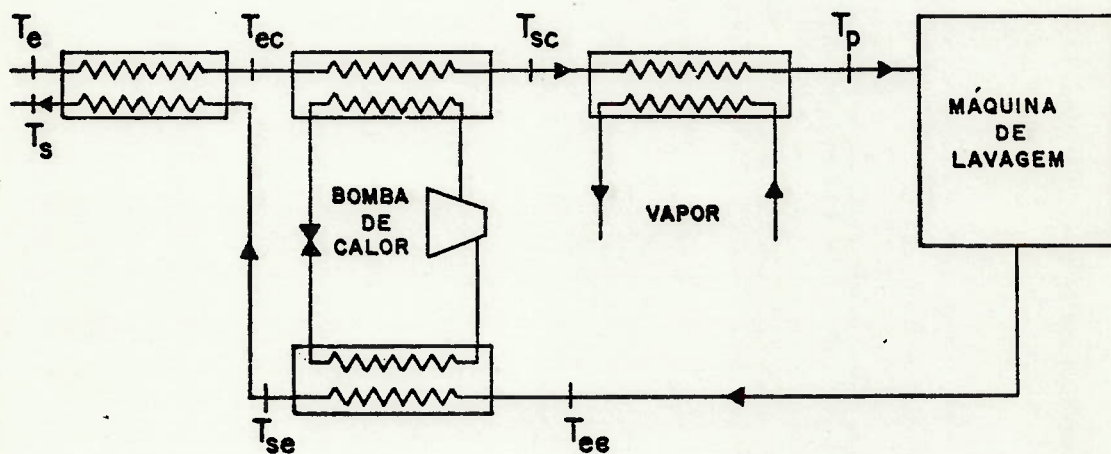 Te
Tec
Tsc
Tp
Ts
MÁQUINA
DE
LAVAGEM
BOMBA
DE
CALOR
VAPOR
Tse
Tee